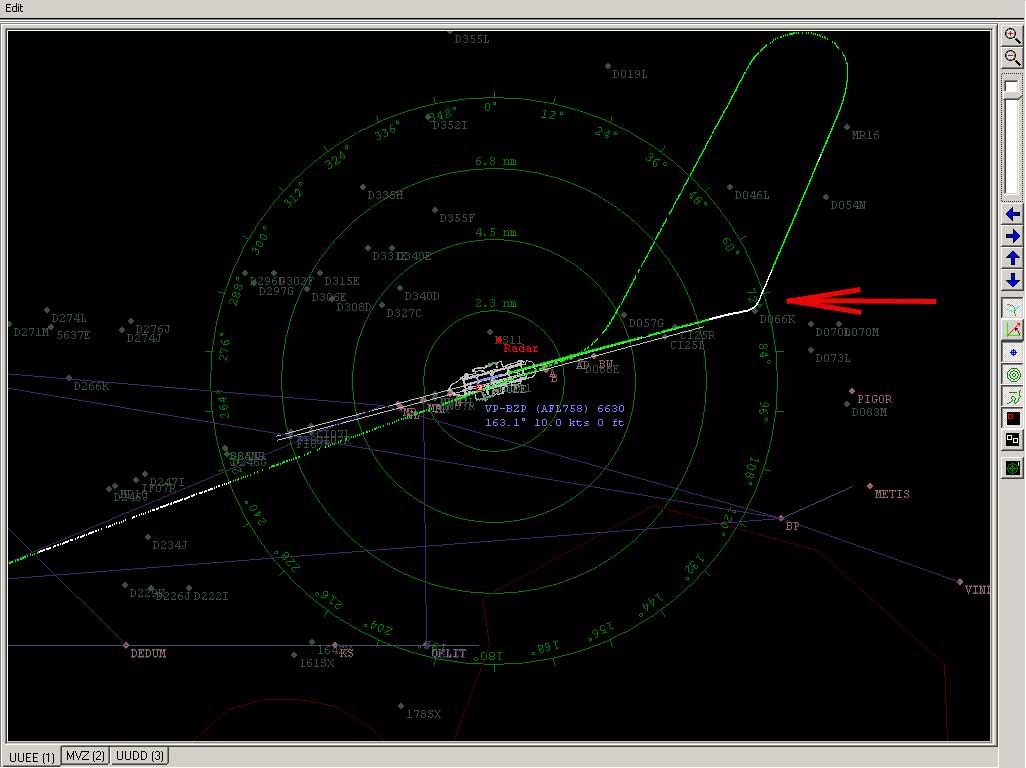 Edit
D355L
D019L
0°
348°
12°
D352I
336°
24°
MR16
324°
36°
6.8 nm
312°
D335H
D046L
48°
D054N
D355F
4.5 nm
300°
60°
D340E
D302F
D315E
288°
D297G
D306E
D340D
72°
2.3 nm
D308D
D327C
D066K
D274L
D271M
5637E
D276J
D274J
D057G
D070M
276°
CI25R
CI25L
Radar
84°
D073L
AD
BW
D266K
B
PIGOR
D083M
264°
96°
VP-BZP (AFL758) 6630
163.1° 10.0 kts 0 ft
D246G
108°
D247I
IF07R
METIS
240°
120°
BP
D234J
228°
132°
D226J
D222I
216°
144°
VINI
204°
156°
168°
180°
DEDUM
KS
OKLIT
161SX
178SX
UUEE (1)
MVZ (2)
UUDD (3)